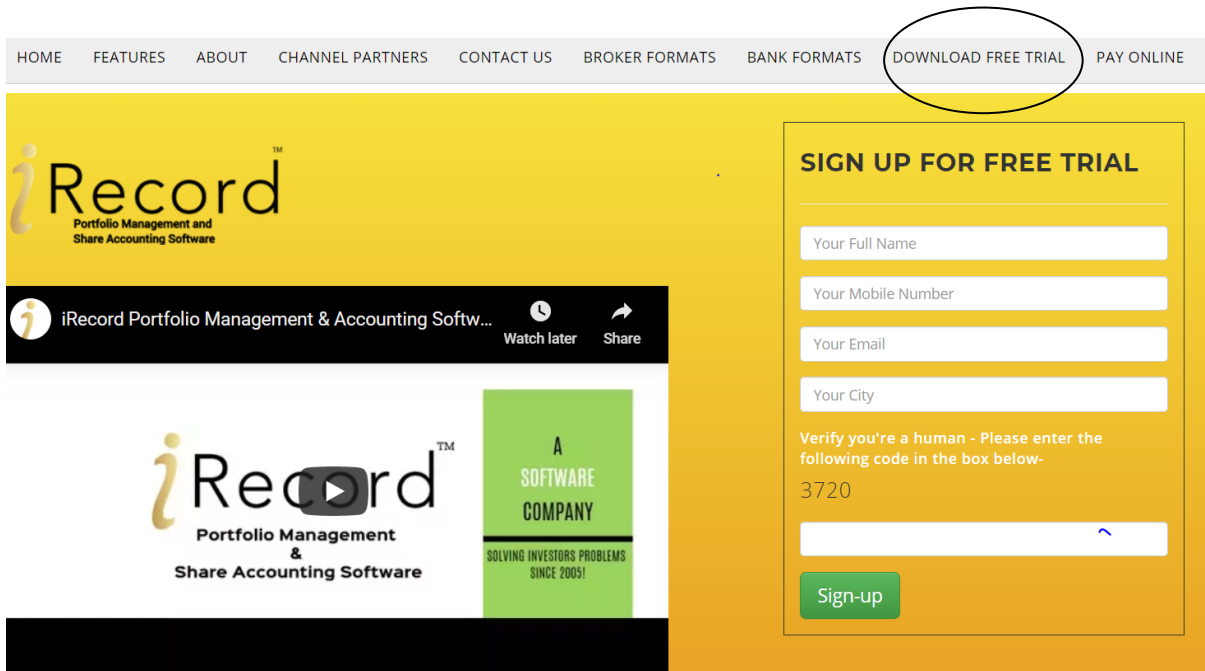 HOME FEATURES ABOUT CHANNEL PARTNERS CONTACT US BROKER FORMATS BANK FORMATS DOWNLOAD FREE TRIAL PAY ONLINE
iRecord™
Portfolio Management and
Share Accounting Software
iRecord Portfolio Management & Accounting Softw...
Watch later Share
iRecord™
Portfolio Management
&
Share Accounting Software
A
SOFTWARE
COMPANY
SOLVING INVESTORS PROBLEMS
SINCE 2005!
SIGN UP FOR FREE TRIAL
Your Full Name
Your Mobile Number
Your Email
Your City
Verify you're a human - Please enter the
following code in the box below-
3720
Sign-up